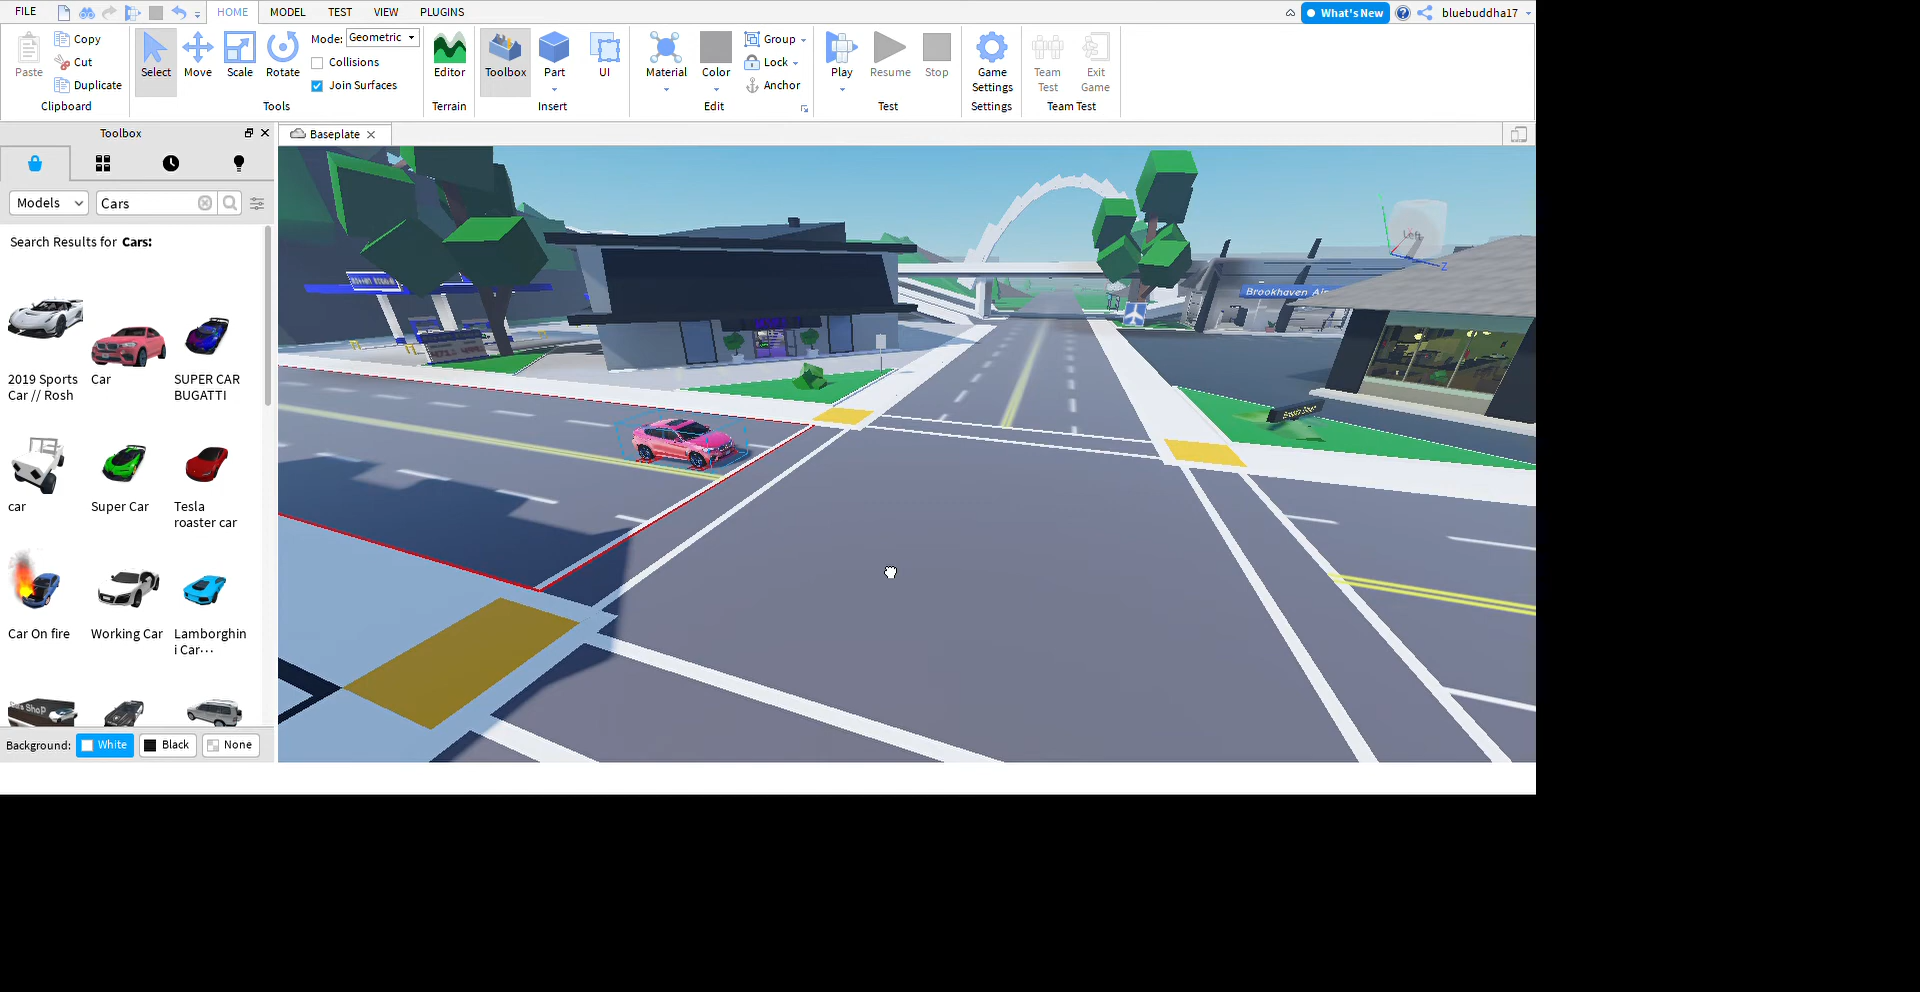 FILE HOME MODEL TEST VIEW PLUGINS
What's New bluebuddha17
Paste
Copy
Cut
Duplicate
Clipboard
Select Move Scale Rotate
Mode: Geometric
Collisions
Join Surfaces
Tools
Editor
Terrain
Toolbox Part UI
Insert
Material Color
Group
Lock
Anchor
Edit
Play Resume Stop
Test
Game
Settings
Settings
Team
Test
Exit
Game
Team Test
Toolbox
Baseplate
Models
Cars
Search Results for Cars:
2019 Sports
Car // Rosh
Car
SUPER CAR
BUGATTI
car
Super Car
Tesla
roaster car
Car On fire
Working Car
Lamborghin
i Car...
Background: White Black None
Left
Z
Brookhaven